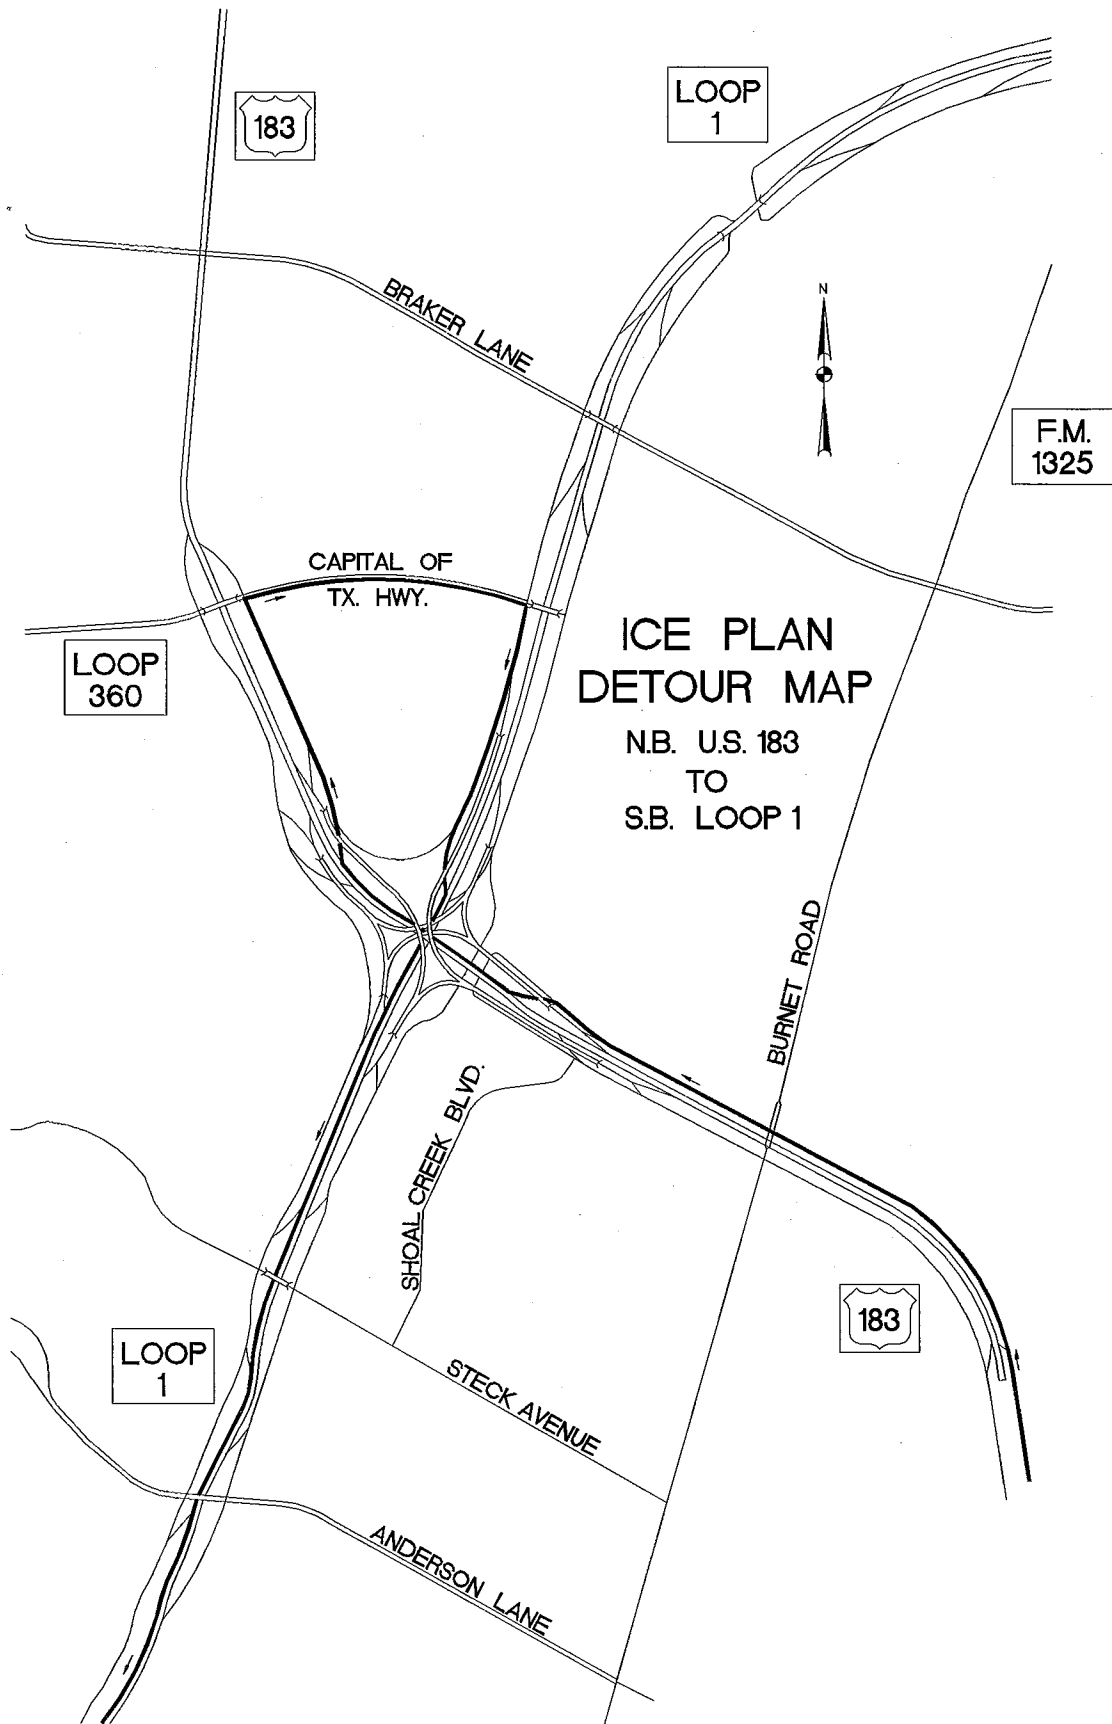 183
LOOP
1
BRAKER LANE
N
F.M.
1325
CAPITAL OF
TX. HWY.
LOOP
360
ICE PLAN
DETOUR MAP
N.B. U.S. 183
TO
S.B. LOOP 1
BURNET ROAD
SHOAL CREEK BLVD.
183
LOOP
1
STECK AVENUE
ANDERSON LANE